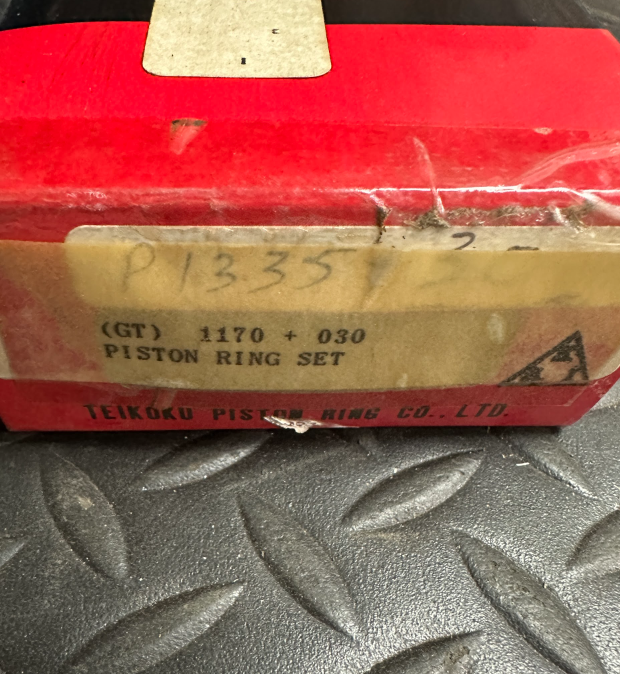 P1335
(GT) 1170 + 030
PISTON RING SET
TEIKOKU PISTON RING CO., LTD.